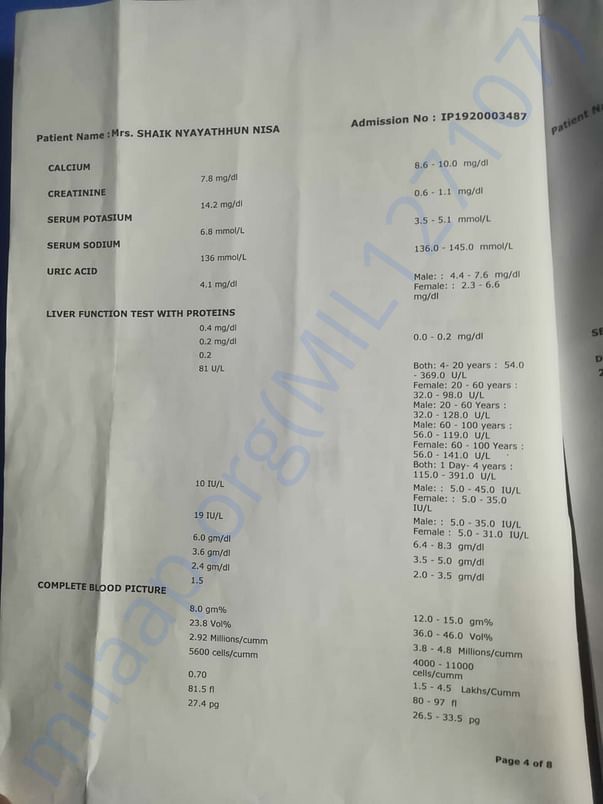 Patient Name : Mrs. SHAIK NYAYATHHUN NISA Admission No : IP1920003487
CALCIUM
7.8 mg/dl 8.6 - 10.0 mg/dl
CREATININE
14.2 mg/dl 0.6 - 1.1 mg/dl
SERUM POTASIUM
6.8 mmol/L 3.5 - 5.1 mmol/L
SERUM SODIUM
136 mmol/L 136.0 - 145.0 mmol/L
URIC ACID
4.1 mg/dl Male: : 4.4 - 7.6 mg/dl
Female: : 2.3 - 6.6
mg/dl
LIVER FUNCTION TEST WITH PROTEINS
0.4 mg/dl
0.2 mg/dl 0.0 - 0.2 mg/dl
0.2
81 U/L Both: 4- 20 years : 54.0
- 369.0 U/L
Female: 20 - 60 years :
32.0 - 98.0 U/L
Male: 20 - 60 Years :
32.0 - 128.0 U/L
Male: 60 - 100 years :
56.0 - 119.0 U/L
Female: 60 - 100 Years :
56.0 - 141.0 U/L
Both: 1 Day- 4 years :
115.0 - 391.0 U/L
10 IU/L Male: : 5.0 - 45.0 IU/L
Female: : 5.0 - 35.0
IU/L
19 IU/L Male: : 5.0 - 35.0 IU/L
Female : 5.0 - 31.0 IU/L
6.0 gm/dl 6.4 - 8.3 gm/dl
3.6 gm/dl 3.5 - 5.0 gm/dl
2.4 gm/dl 2.0 - 3.5 gm/dl
1.5
COMPLETE BLOOD PICTURE
8.0 gm% 12.0 - 15.0 gm%
23.8 Vol% 36.0 - 46.0 Vol%
2.92 Millions/cumm 3.8 - 4.8 Millions/cumm
5600 cells/cumm 4000 - 11000
cells/cumm
0.70 1.5 - 4.5 Lakhs/Cumm
81.5 fl 80 - 97 fl
27.4 pg 26.5 - 33.5 pg
Page 4 of 8
Patient
milaap.org(MIL127107)